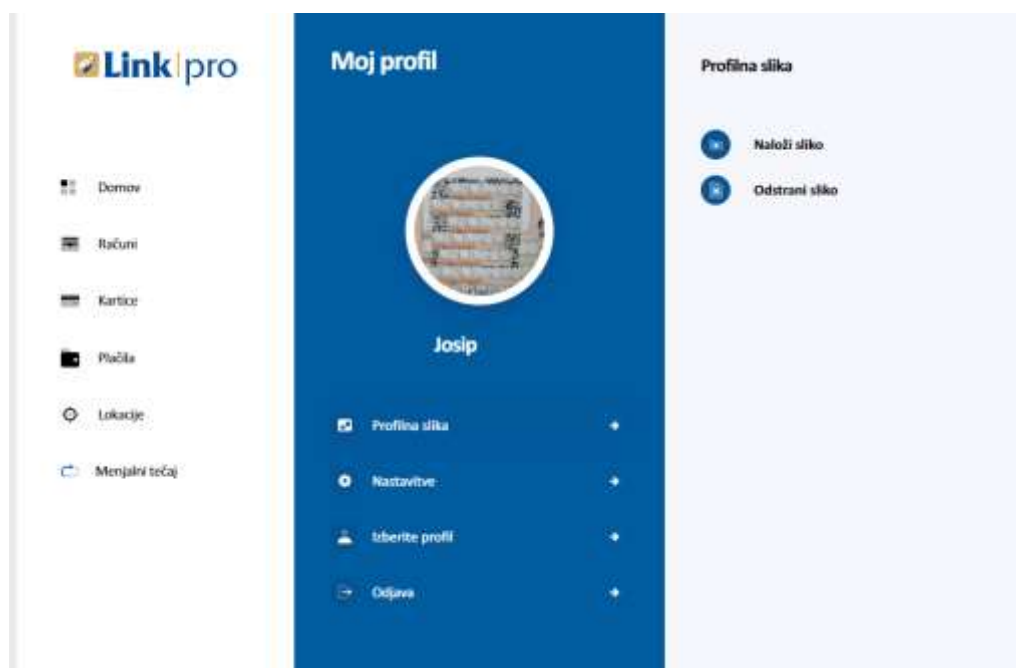 Link pro
Domov
Računi
Kartice
Plačila
Lokacije
Menjalni tečaj
Moj profil
Josip
Profilna slika
Nastavitve
Izberite profil
Odjava
Profilna slika
Naloži sliko
Odstrani sliko